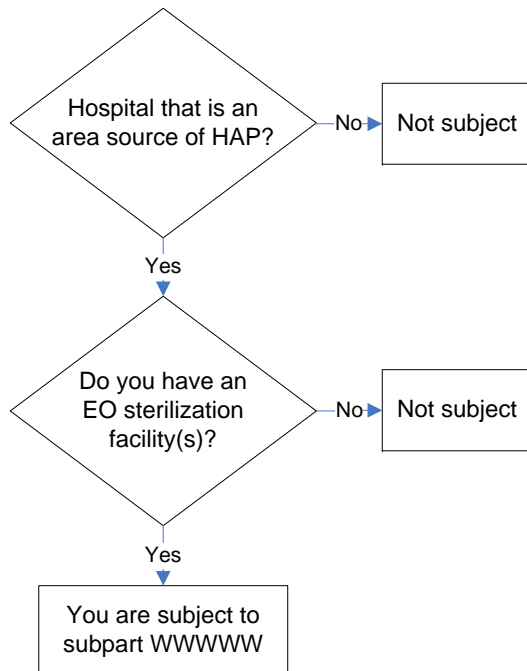 Hospital that is an
area source of HAP?
No
Not subject
Yes
Do you have an
EO sterilization
facility(s)?
No
Not subject
Yes
You are subject to
subpart WWWWW